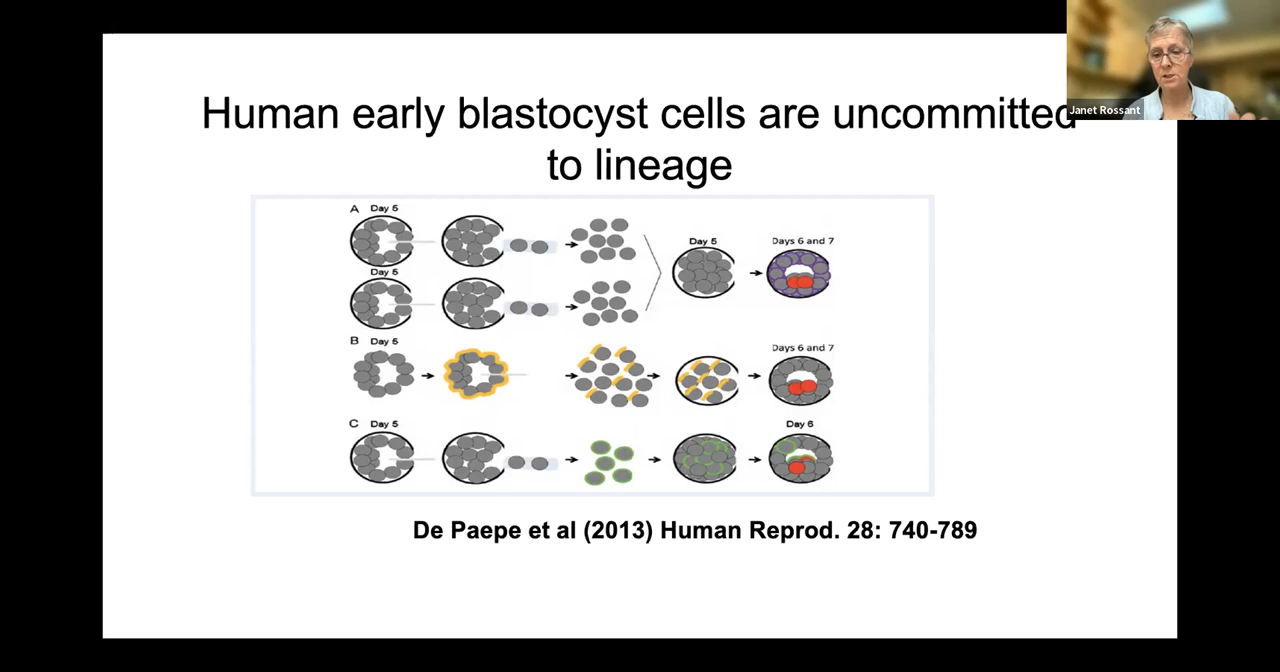 Janet Rossant
Human early blastocyst cells are uncommitted
to lineage
A Day 5
Day 5
Day 5
Days 6 and 7
B Day 5
Days 6 and 7
C Day 5
Day 6
De Paepe et al (2013) Human Reprod. 28: 740-789